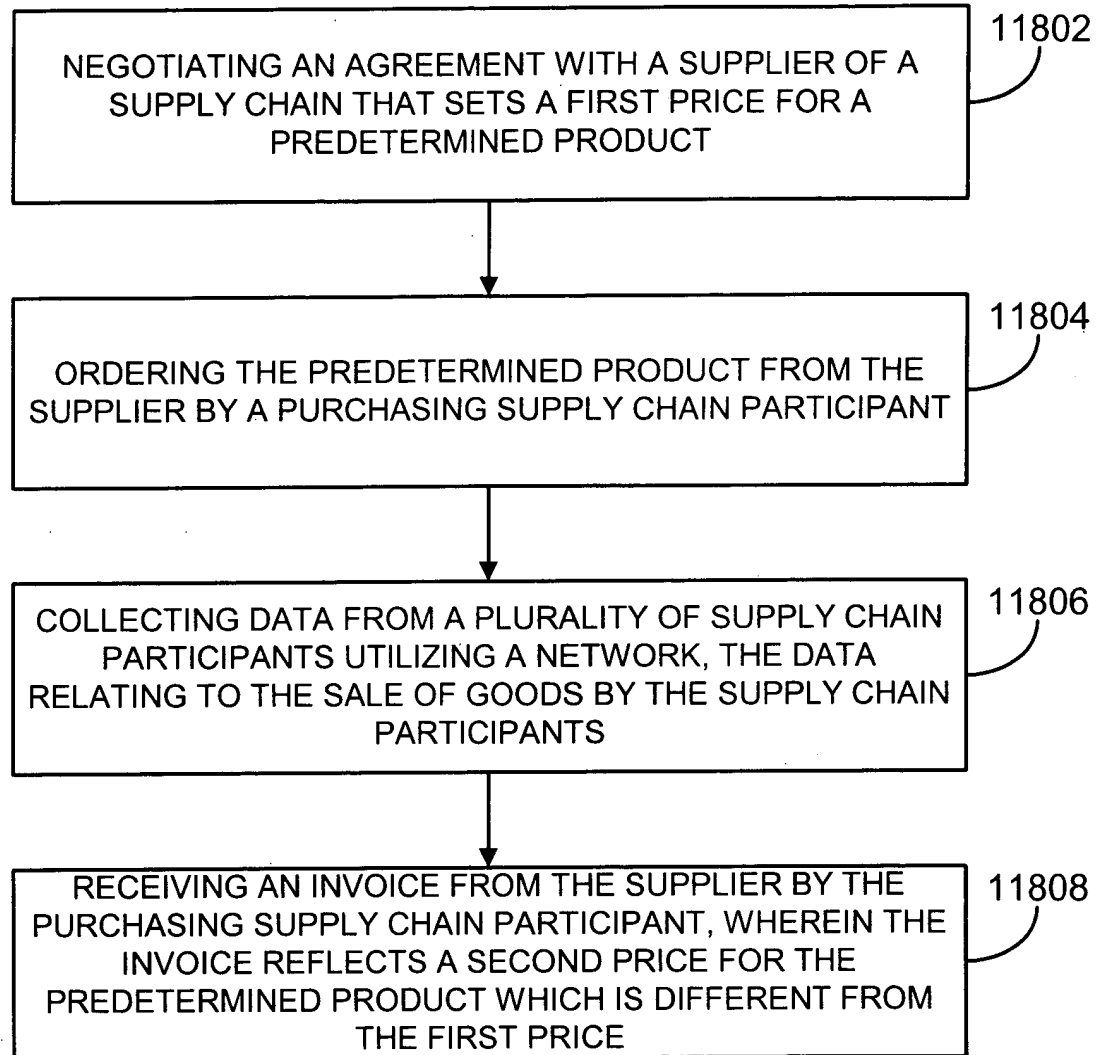 NEGOTIATING AN AGREEMENT WITH A SUPPLIER OF A
SUPPLY CHAIN THAT SETS A FIRST PRICE FOR A
PREDETERMINED PRODUCT
11802
ORDERING THE PREDETERMINED PRODUCT FROM THE
SUPPLIER BY A PURCHASING SUPPLY CHAIN PARTICIPANT
11804
COLLECTING DATA FROM A PLURALITY OF SUPPLY CHAIN
PARTICIPANTS UTILIZING A NETWORK, THE DATA
RELATING TO THE SALE OF GOODS BY THE SUPPLY CHAIN
PARTICIPANTS
11806
RECEIVING AN INVOICE FROM THE SUPPLIER BY THE
PURCHASING SUPPLY CHAIN PARTICIPANT, WHEREIN THE
INVOICE REFLECTS A SECOND PRICE FOR THE
PREDETERMINED PRODUCT WHICH IS DIFFERENT FROM
THE FIRST PRICE
11808